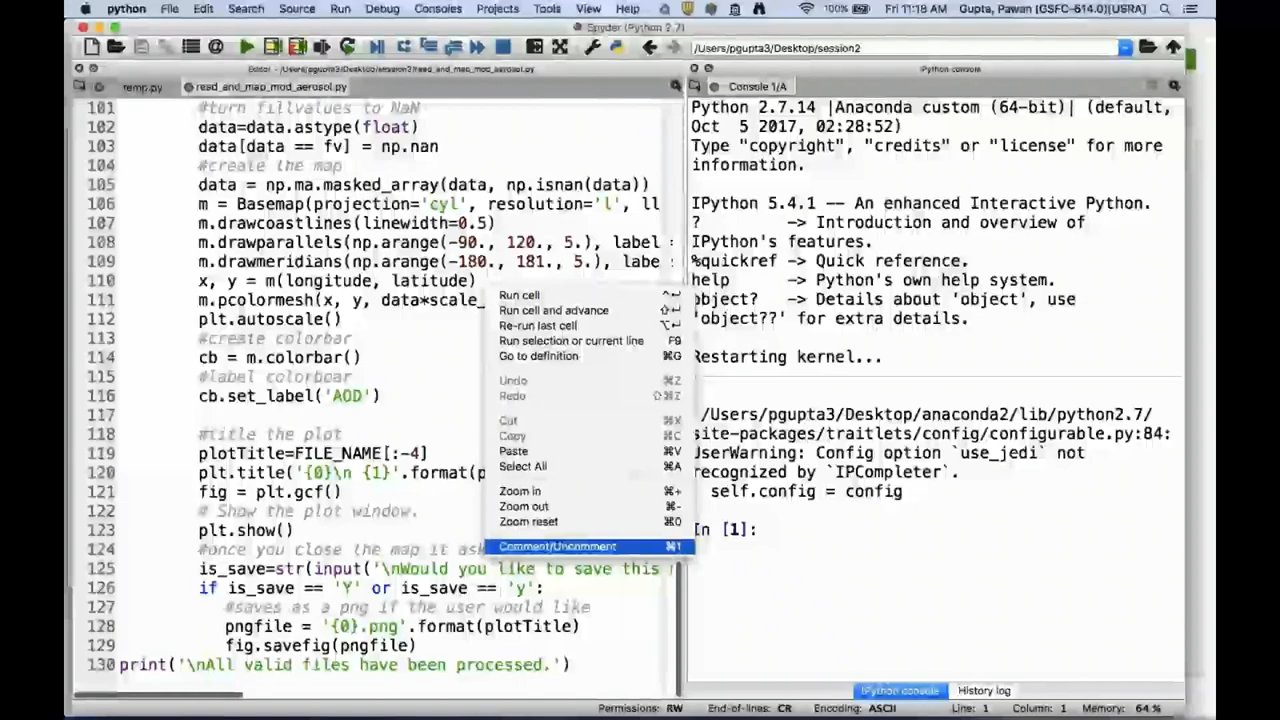 python File Edit Search Source Run Debug Consoles Projects Tools View Help 100% Fri 11:18 AM Gupta, Pawan (GSFC-614.0)[USRA]
Spyder (Python 2.7)
/Users/pgupta3/Desktop/session2
Editor - /Users/pgupta3/Desktop/session2/read_and_map_mod_aerosol.py
IPython console
temp.py read_and_map_mod_aerosol.py
Console 1/A
101 #turn fillvalues to NaN
102 data=data.astype(float)
103 data[data == fv] = np.nan
104 #create the map
105 data = np.ma.masked_array(data, np.isnan(data))
106 m = Basemap(projection='cyl', resolution='l', ll
107 m.drawcoastlines(linewidth=0.5)
108 m.drawparallels(np.arange(-90., 120., 5.), label
109 m.drawmeridians(np.arange(-180., 181., 5.), labe
110 x, y = m(longitude, latitude)
111 m.pcolormesh(x, y, data*scale_
112 plt.autoscale()
113 #create colorbar
114 cb = m.colorbar()
115 #label colorboar
116 cb.set_label('AOD')
117
118 #title the plot
119 plotTitle=FILE_NAME[:-4]
120 plt.title('{0}\n {1}'.format(p
121 fig = plt.gcf()
122 # Show the plot window.
123 plt.show()
124 #once you close the map it ask
125 is_save=str(input('\nWould you like to save this
126 if is_save == 'Y' or is_save == 'y':
127 #saves as a png if the user would like
128 pngfile = '{0}.png'.format(plotTitle)
129 fig.savefig(pngfile)
130 print('\nAll valid files have been processed.')
Run cell ^↩
Run cell and advance ⇧↩
Re-run last cell ⌥↩
Run selection or current line F9
Go to definition ⌘G
Undo ⌘Z
Redo ⇧⌘Z
Cut ⌘X
Copy ⌘C
Paste ⌘V
Select All ⌘A
Zoom in ⌘+
Zoom out ⌘-
Zoom reset ⌘0
Comment/Uncomment ⌘1
Python 2.7.14 |Anaconda custom (64-bit)| (default,
Oct 5 2017, 02:28:52)
Type "copyright", "credits" or "license" for more
information.
IPython 5.4.1 -- An enhanced Interactive Python.
? -> Introduction and overview of
IPython's features.
%quickref -> Quick reference.
help -> Python's own help system.
object? -> Details about 'object', use
'object??' for extra details.
Restarting kernel...
/Users/pgupta3/Desktop/anaconda2/lib/python2.7/
site-packages/traitlets/config/configurable.py:84:
UserWarning: Config option `use_jedi` not
recognized by `IPCompleter`.
self.config = config
In [1]:
IPython console History log
Permissions: RW End-of-lines: CR Encoding: ASCII Line: 1 Column: 1 Memory: 64 %